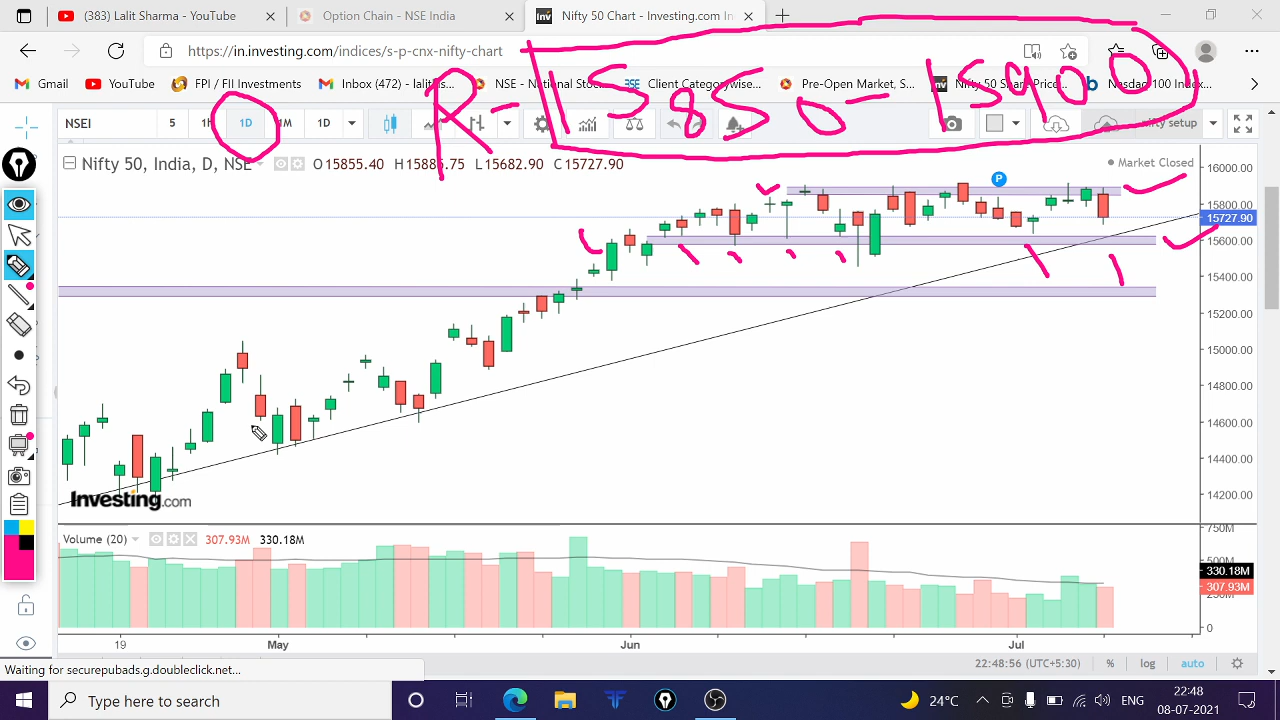 (383) Lalit Sharma - YouTube
Option Chain - NSE India
Nifty 50 Chart - Investing.com
https://in.investing.com/indices/s-p-cnx-nifty-chart
Gmail
YouTube
FPI / FII Investm...
Inbox (472) - lalits...
NSE - National Stock...
Client Categorywise...
Pre-Open Market, S...
Nifty 50 Share Price...
Nasdaq 100 Index...
R - 15850 - 15900
NSEI
5
1H
1D
1M
1D
nifty setup
Nifty 50, India, D, NSE
O 15855.40 H 15885.75 L 15682.90 C 15727.90
Market Closed
P
16000.00
15800.00
15727.90
15600.00
15400.00
15200.00
15000.00
14800.00
14600.00
14400.00
14200.00
Investing.com
Volume (20)
307.93M
330.18M
750M
330.18M
307.93M
0
19
May
Jun
Jul
Waiting for securepubads.g.doubleclick.net...
22:48:56 (UTC+5:30)
%
log
auto
Type here to search
24°C
ENG
22:48
08-07-2021